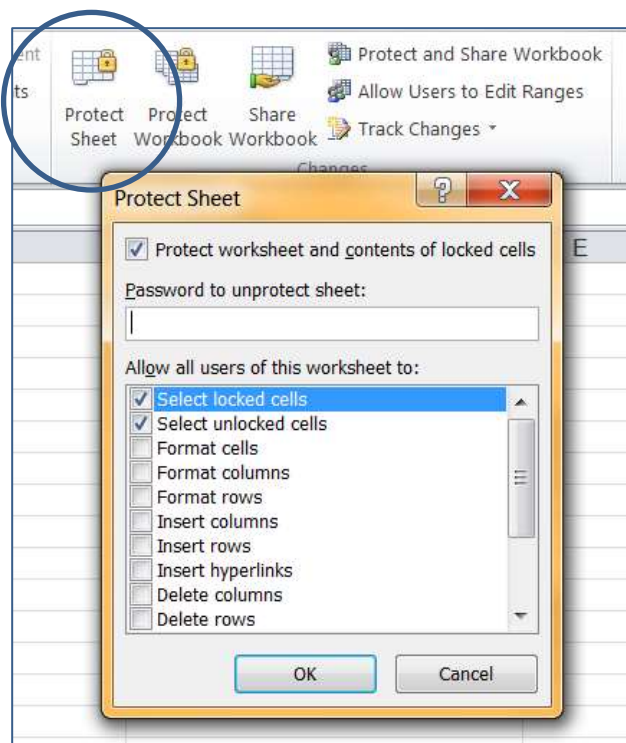 Protect and Share Workbook
Allow Users to Edit Ranges
Protect Sheet
Protect Workbook
Share Workbook
Track Changes
Changes
Protect Sheet
E
Protect worksheet and contents of locked cells
Password to unprotect sheet:
Allow all users of this worksheet to:
Select locked cells
Select unlocked cells
Format cells
Format columns
Format rows
Insert columns
Insert rows
Insert hyperlinks
Delete columns
Delete rows
OK
Cancel